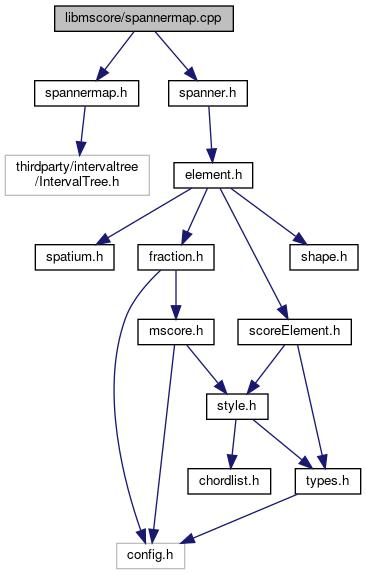 libmscore/spannermap.cpp
spannermap.h
spanner.h
thirdparty/intervaltree
/IntervalTree.h
element.h
spatium.h
fraction.h
shape.h
mscore.h
scoreElement.h
style.h
chordlist.h
types.h
config.h